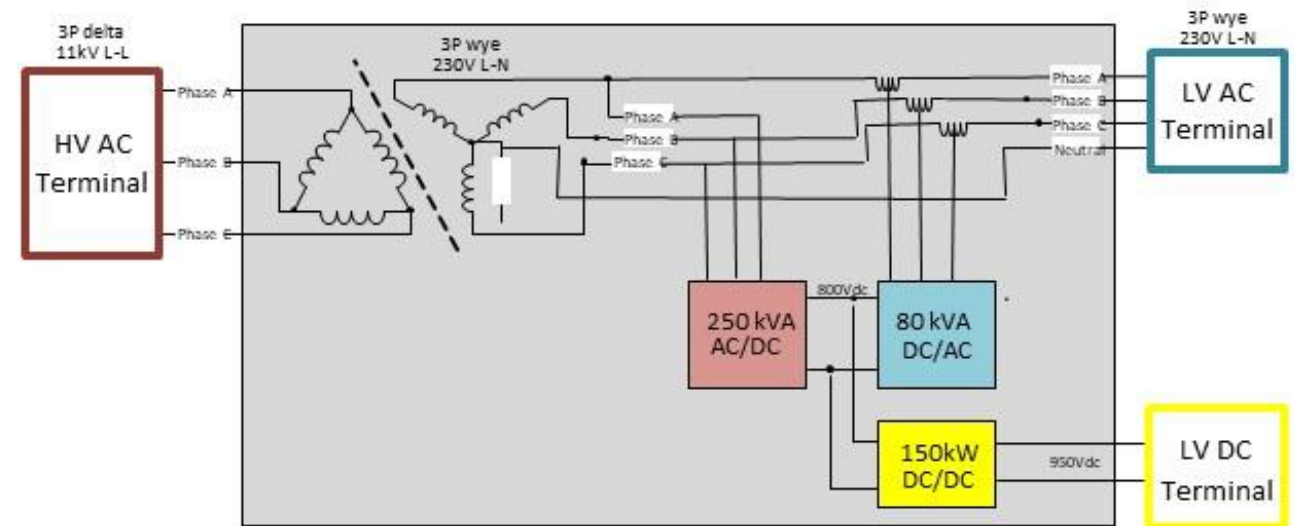 3P delta
11kV L-L
HV AC
Terminal
Phase A
Phase B
Phase C
3P wye
230V L-N
Phase A
Phase B
Phase C
3P wye
230V L-N
Phase A
Phase B
Phase C
Neutral
LV AC
Terminal
250 kVA
AC/DC
800Vdc
80 kVA
DC/AC
150kW
DC/DC
950Vdc
LV DC
Terminal